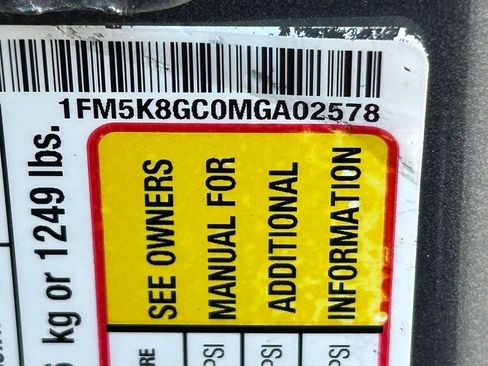 1FM5K8GC0MGA02578
kg or 1249 lbs.
SEE OWNERS
MANUAL FOR
ADDITIONAL
INFORMATION
PSI
PSI
PSI